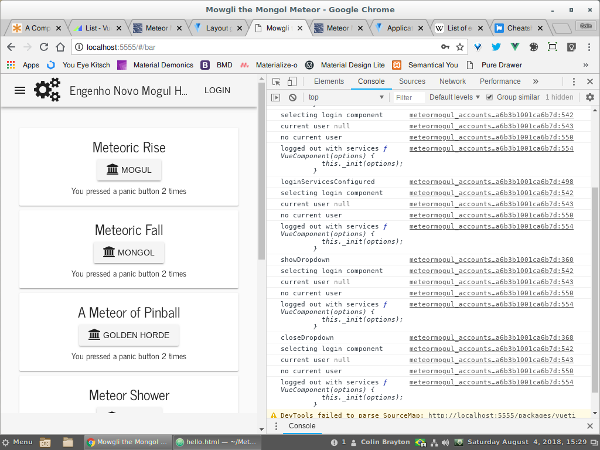 Mowgli the Mongol Meteor - Google Chrome
A Comp
List - Vu
Meteor
Layout p
Mowgli
Meteor
Applicat
List of e
Cheats
localhost:5555/#/bar
Apps
You Eye Kitsch
Material Demonics
BMD
Materialize-o
Material Design Lite
Semantical You
Pure Drawer
Engenho Novo Mogul H...
LOGIN
Meteoric Rise
MOGUL
You pressed a panic button 2 times
Meteoric Fall
MONGOL
You pressed a panic button 2 times
A Meteor of Pinball
GOLDEN HORDE
You pressed a panic button 2 times
Meteor Shower
Elements Console Sources Network Performance »
top Filter Default levels Group similar 1 hidden
selecting login component meteormogul_accounts…a6b3b1001ca6b7d:542
current user null meteormogul_accounts…a6b3b1001ca6b7d:543
no current user meteormogul_accounts…a6b3b1001ca6b7d:550
logged out with services ƒ meteormogul_accounts…a6b3b1001ca6b7d:554
VueComponent(options) {
this._init(options);
}
loginServicesConfigured meteormogul_accounts…a6b3b1001ca6b7d:498
selecting login component meteormogul_accounts…a6b3b1001ca6b7d:542
current user null meteormogul_accounts…a6b3b1001ca6b7d:543
no current user meteormogul_accounts…a6b3b1001ca6b7d:550
logged out with services ƒ meteormogul_accounts…a6b3b1001ca6b7d:554
VueComponent(options) {
this._init(options);
}
showDropdown meteormogul_accounts…a6b3b1001ca6b7d:360
selecting login component meteormogul_accounts…a6b3b1001ca6b7d:542
current user null meteormogul_accounts…a6b3b1001ca6b7d:543
no current user meteormogul_accounts…a6b3b1001ca6b7d:550
logged out with services ƒ meteormogul_accounts…a6b3b1001ca6b7d:554
VueComponent(options) {
this._init(options);
}
closeDropdown meteormogul_accounts…a6b3b1001ca6b7d:368
selecting login component meteormogul_accounts…a6b3b1001ca6b7d:542
current user null meteormogul_accounts…a6b3b1001ca6b7d:543
no current user meteormogul_accounts…a6b3b1001ca6b7d:550
logged out with services ƒ meteormogul_accounts…a6b3b1001ca6b7d:554
VueComponent(options) {
this._init(options);
}
DevTools failed to parse SourceMap: http://localhost:5555/packages/vueti
Console
Menu
Mowgli the Mongol ...
hello.html — ~/Met...
1
Colin Brayton
Saturday August 4, 2018, 15:29